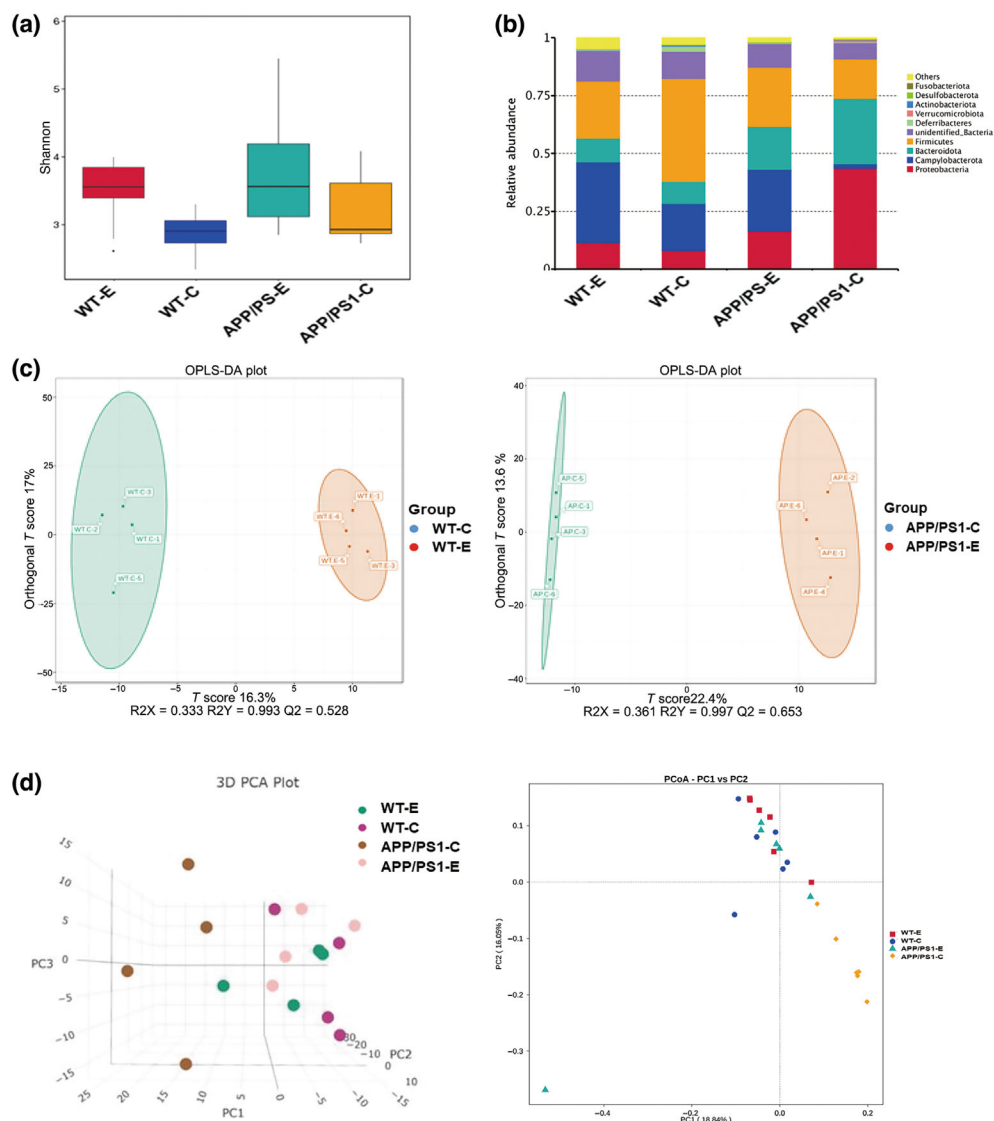 (a)
6
5
4
3
Shannon
WT-E
WT-C
APP/PS-E
APP/PS1-C
(b)
1
0.75
0.5
0.25
0
Relative abundance
WT-E
WT-C
APP/PS-E
APP/PS1-C
Others
Fusobacteriota
Desulfobacterota
Actinobacteriota
Verrucomicrobiota
Deferribacteres
unidentified_Bacteria
Firmicutes
Bacteroidota
Campylobacterota
Proteobacteria
(c)
OPLS-DA plot
Orthogonal T score 17%
50
25
0
-25
-50
WT.C-3
WT.C-2
WT.C-1
WT.C-5
WT.E-1
WT.E-6
WT.E-5
WT.E-3
-15
-10
-5
0
5
10
T score 16.3%
R2X = 0.333 R2Y = 0.993 Q2 = 0.528
Group
WT-C
WT-E
OPLS-DA plot
Orthogonal T score 13.6 %
40
20
0
-20
-40
AP.C-5
AP.C-1
AP.C-3
AP.C-6
AP.E-2
AP.E-6
AP.E-1
AP.E-4
-10
0
10
T score22.4%
R2X = 0.361 R2Y = 0.997 Q2 = 0.653
Group
APP/PS1-C
APP/PS1-E
(d)
3D PCA Plot
WT-E
WT-C
APP/PS1-C
APP/PS1-E
15
10
5
PC3
0
-5
-10
-15
25
20
15
10
5
0
-5
-10
-15
PC1
-30
-20
-10
0
10
PC2
PCoA - PC1 vs PC2
PC2 ( 16.05%)
0.1
0.0
-0.1
-0.2
-0.3
-0.4
-0.2
0.0
0.2
PC1 ( 18.84%)
WT-E
WT-C
APP/PS1-E
APP/PS1-C